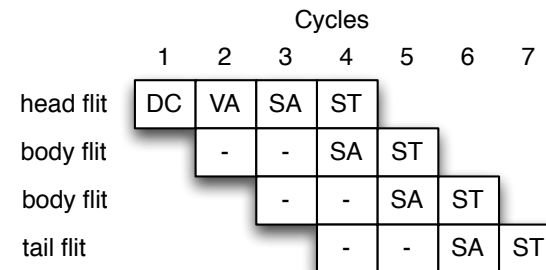 Cycles
1 2 3 4 5 6 7
head flit DC VA SA ST
body flit - - SA ST
body flit - - SA ST
tail flit - - SA ST